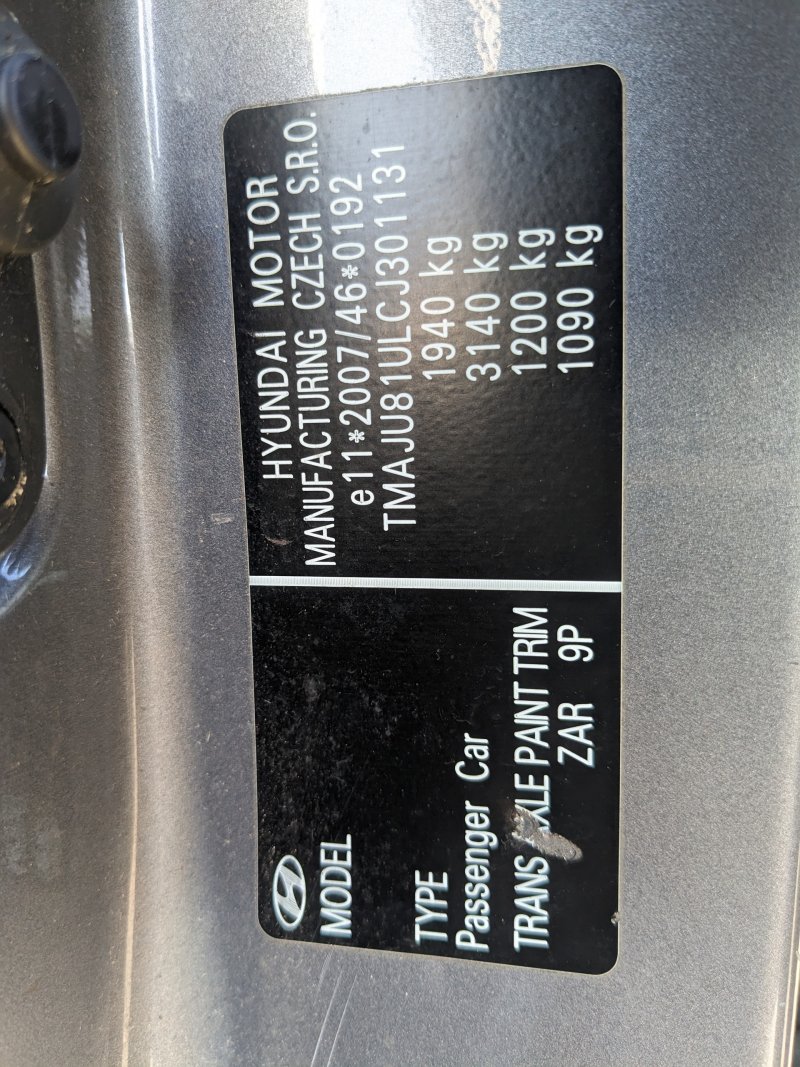 MODEL
TYPE
Passenger Car
TRANS AXLE PAINT TRIM
ZAR 9P
HYUNDAI MOTOR
MANUFACTURING CZECH S.R.O.
e11*2007/46*0192
TMAJU81ULCJ301131
1940 kg
3140 kg
1200 kg
1090 kg